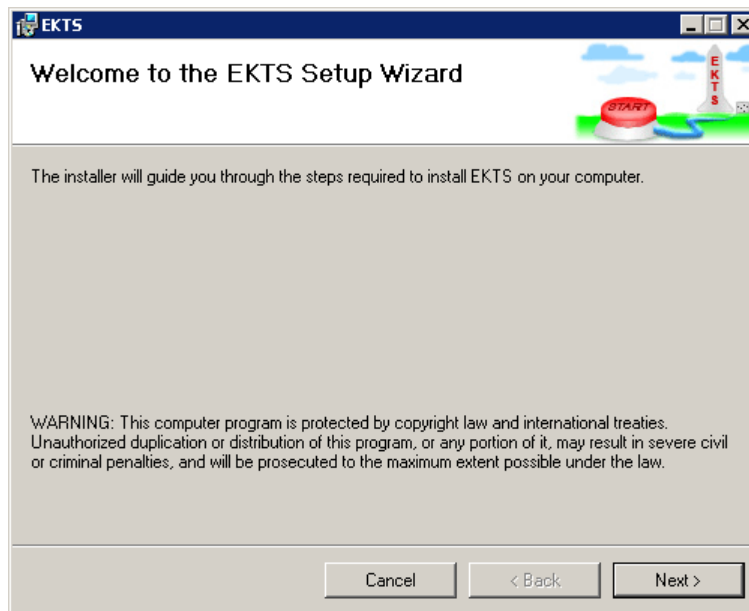 EKTS
Welcome to the EKTS Setup Wizard
START
EKTS
The installer will guide you through the steps required to install EKTS on your computer.
WARNING: This computer program is protected by copyright law and international treaties.
Unauthorized duplication or distribution of this program, or any portion of it, may result in severe civil
or criminal penalties, and will be prosecuted to the maximum extent possible under the law.
Cancel
< Back
Next >